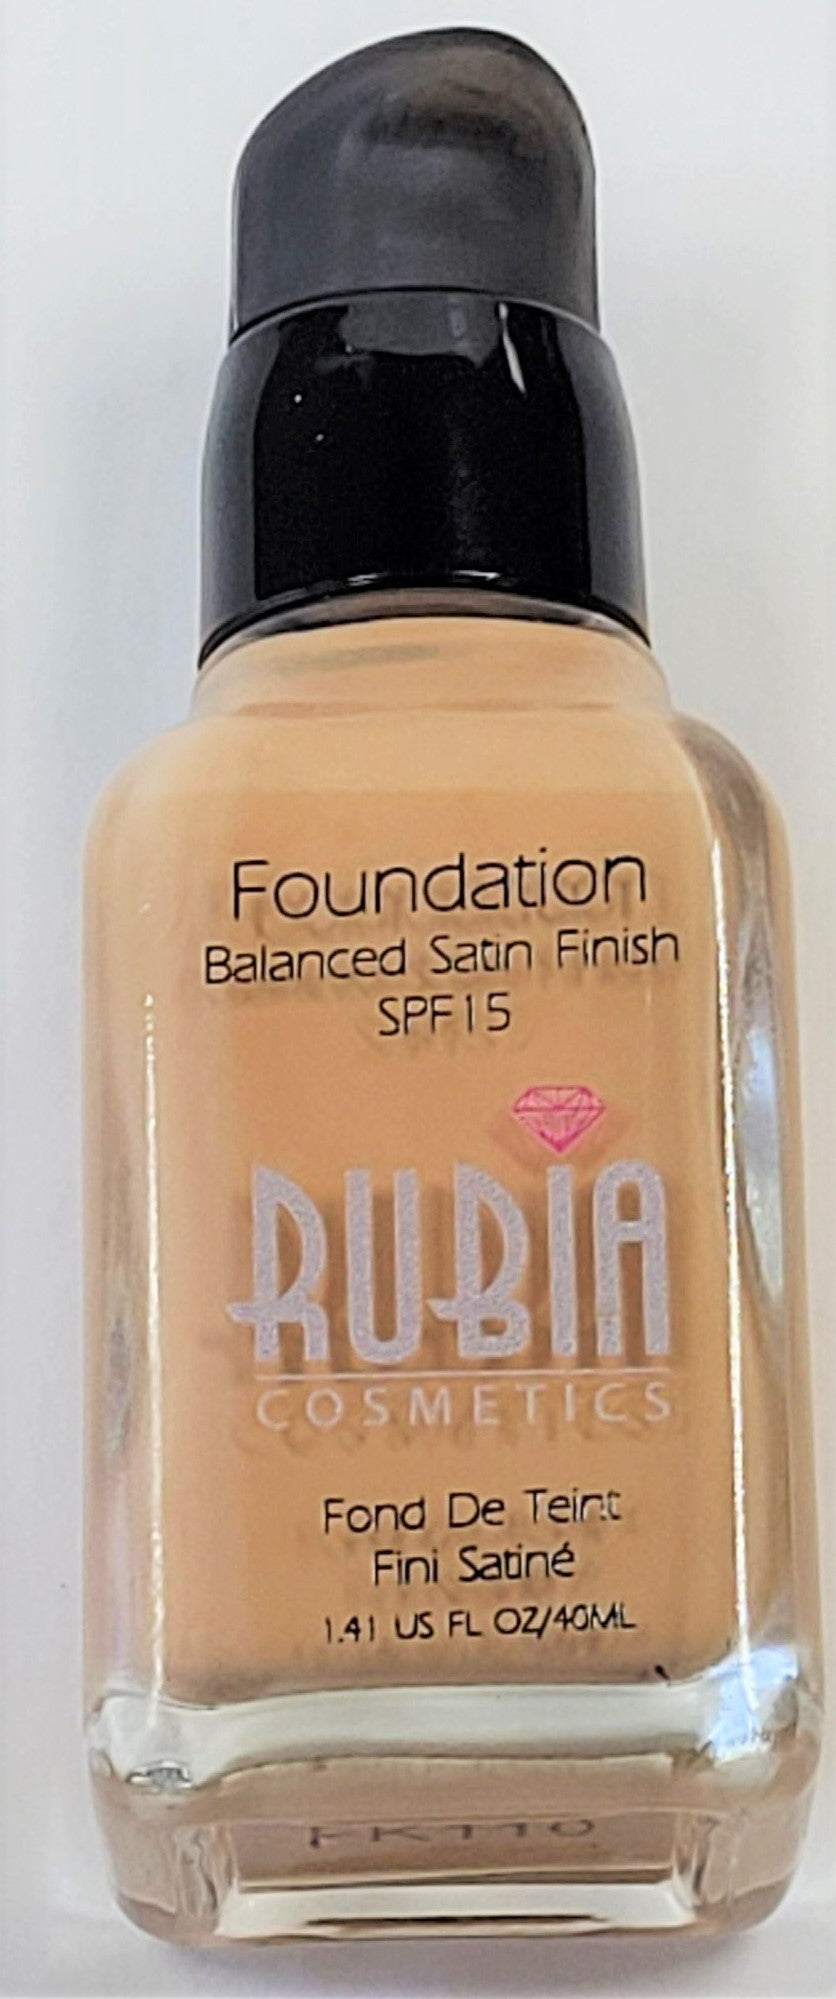 Foundation
Balanced Satin Finish
SPF15
RUBIA
COSMETICS
Fond De Teint
Fini Satiné
1.41 US FL OZ/40ML